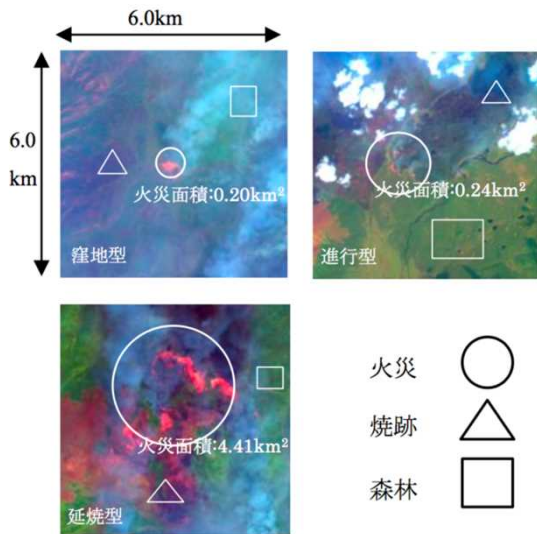 6.0km
6.0
km
火災面積:0.20km²
窪地型
火災面積:0.24km²
進行型
火災面積:4.41km²
延焼型
火災
焼跡
森林